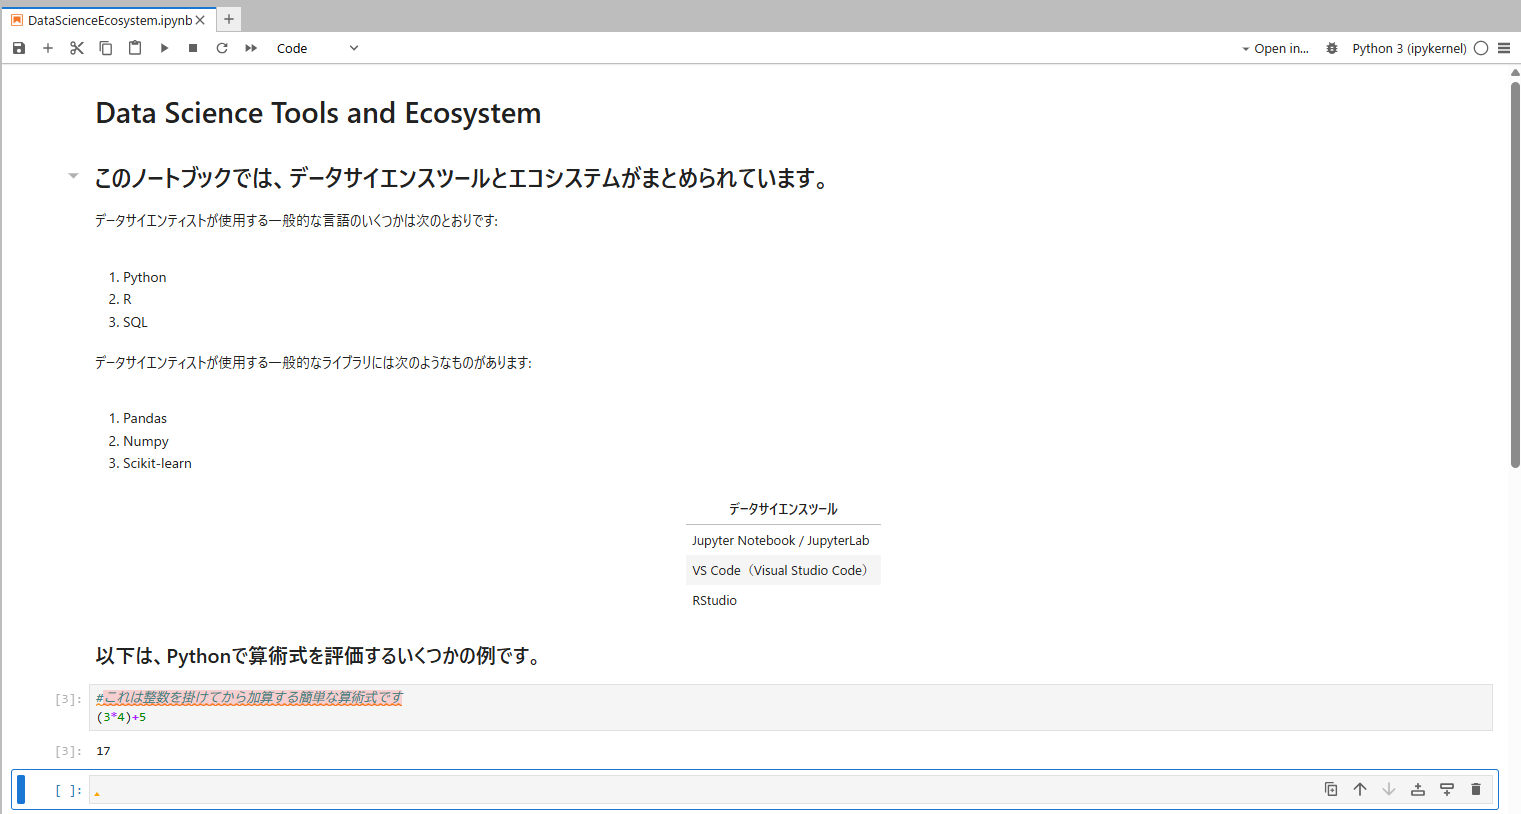 DataScienceEcosystem.ipynb
Code
Open in...
Python 3 (ipykernel)
Data Science Tools and Ecosystem
このノートブックでは、データサイエンスツールとエコシステムがまとめられています。
データサイエンティストが使用する一般的な言語のいくつかは次のとおりです:
1. Python
2. R
3. SQL
データサイエンティストが使用する一般的なライブラリには次のようなものがあります:
1. Pandas
2. Numpy
3. Scikit-learn
データサイエンスツール
Jupyter Notebook / JupyterLab
VS Code（Visual Studio Code）
RStudio
以下は、Pythonで算術式を評価するいくつかの例です。
[3]: #これは整数を掛けてから加算する簡単な算術式です
(3*4)+5
[3]: 17
[ ]: